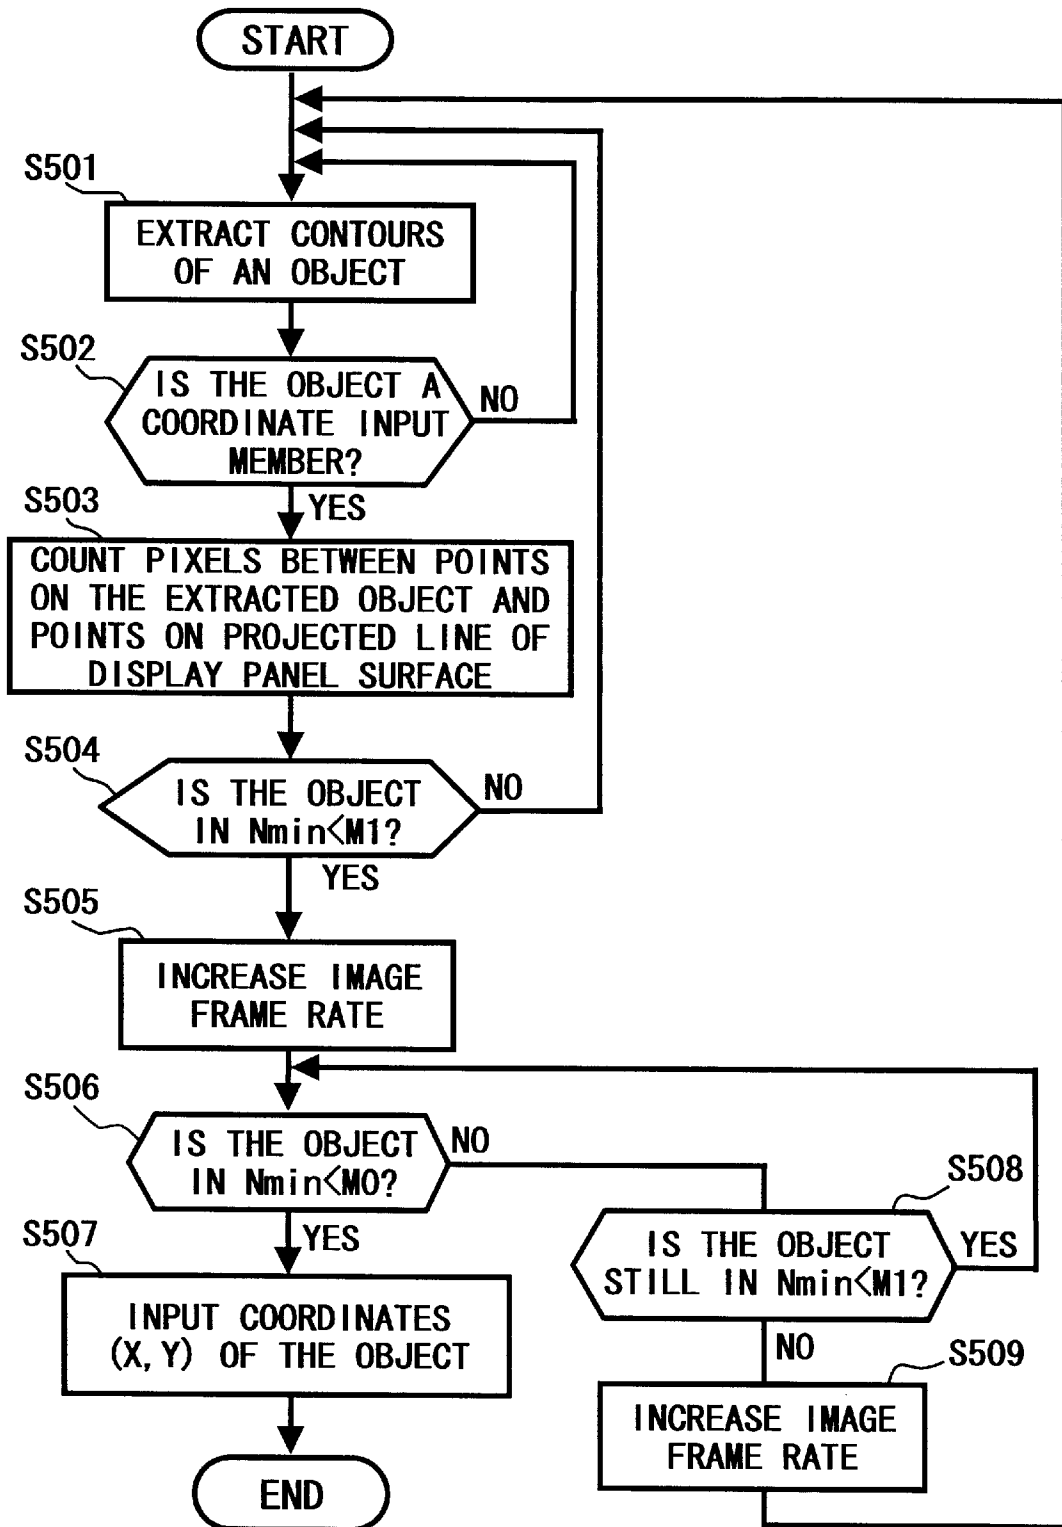 START
S501
EXTRACT CONTOURS
OF AN OBJECT
S502
IS THE OBJECT A
COORDINATE INPUT
MEMBER?
NO
YES
S503
COUNT PIXELS BETWEEN POINTS
ON THE EXTRACTED OBJECT AND
POINTS ON PROJECTED LINE OF
DISPLAY PANEL SURFACE
S504
IS THE OBJECT
IN Nmin<M1?
NO
YES
S505
INCREASE IMAGE
FRAME RATE
S506
IS THE OBJECT
IN Nmin<M0?
NO
YES
S507
INPUT COORDINATES
(X, Y) OF THE OBJECT
END
S508
IS THE OBJECT
STILL IN Nmin<M1?
YES
NO
S509
INCREASE IMAGE
FRAME RATE